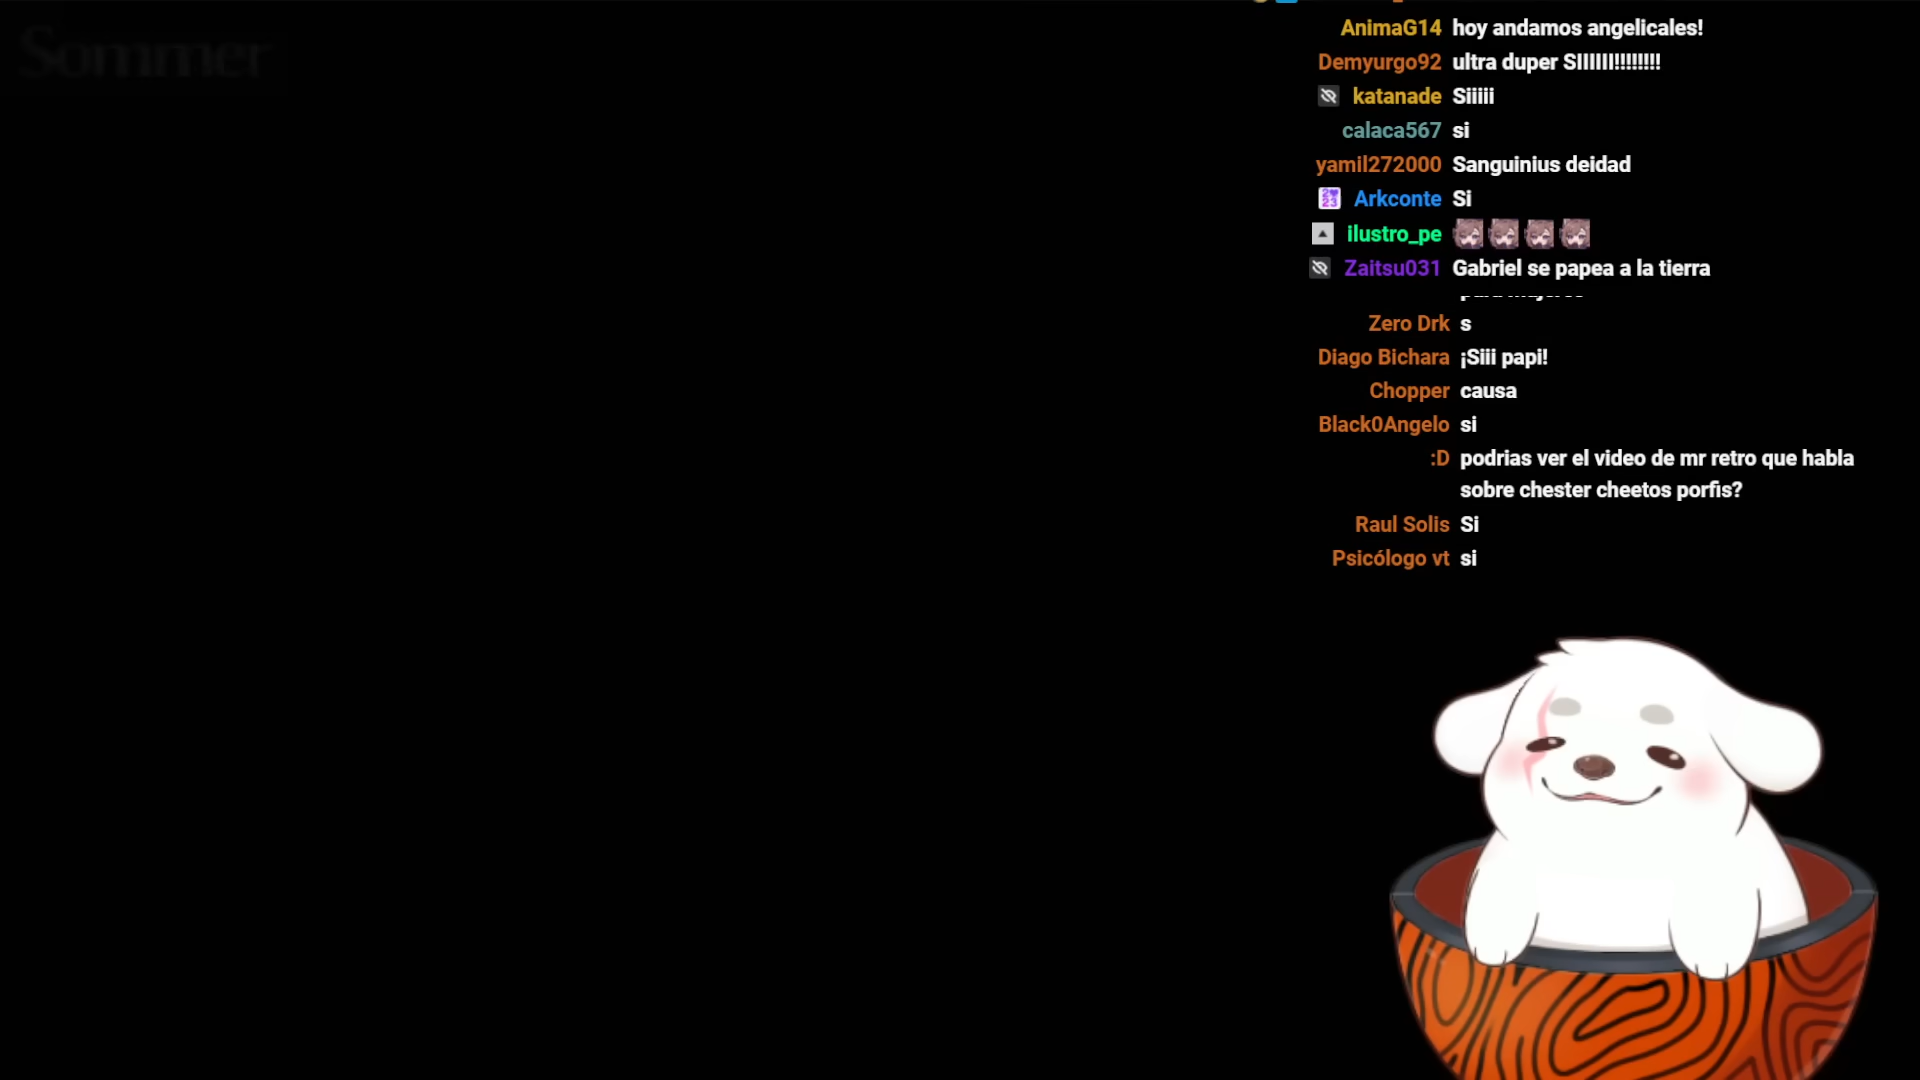 Sommer
AnimaG14 hoy andamos angelicales!
Demyurgo92 ultra duper SIIIIII!!!!!!!!
katanade Siiiii
calaca567 si
yamil272000 Sanguinius deidad
Arkconte Si
ilustro_pe
Zaitsu031 Gabriel se papea a la tierra
Zero Drk s
Diago Bichara ¡Siii papi!
Chopper causa
Black0Angelo si
:D podrias ver el video de mr retro que habla
sobre chester cheetos porfis?
Raul Solis Si
Psicólogo vt si